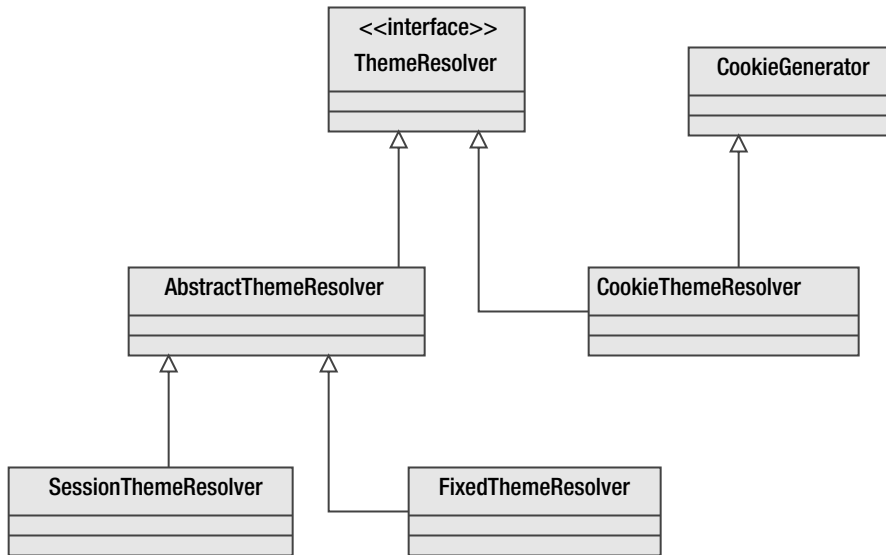 <<interface>>
ThemeResolver
CookieGenerator
AbstractThemeResolver
CookieThemeResolver
SessionThemeResolver
FixedThemeResolver